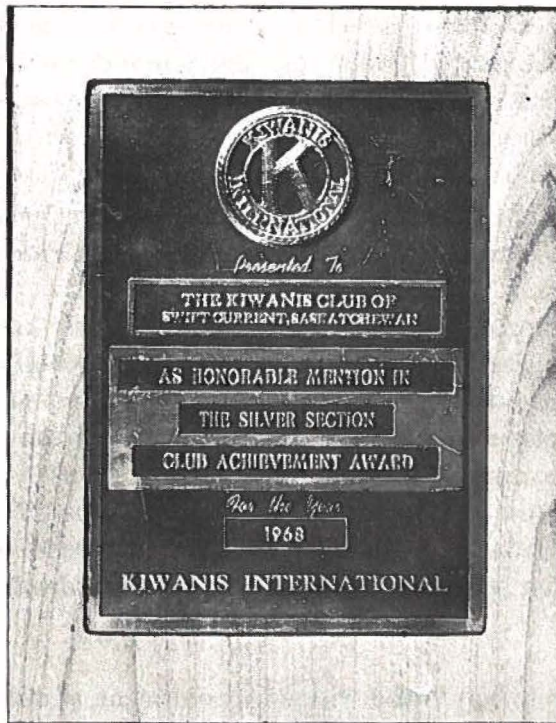 KIWANIS
K
INTERNATIONAL
Presented To
THE KIWANIS CLUB OF
SWIFT CURRENT, SASKATCHEWAN
AS HONORABLE MENTION IN
THE SILVER SECTION
CLUB ACHIEVEMENT AWARD
For the Year
1968
KIWANIS INTERNATIONAL